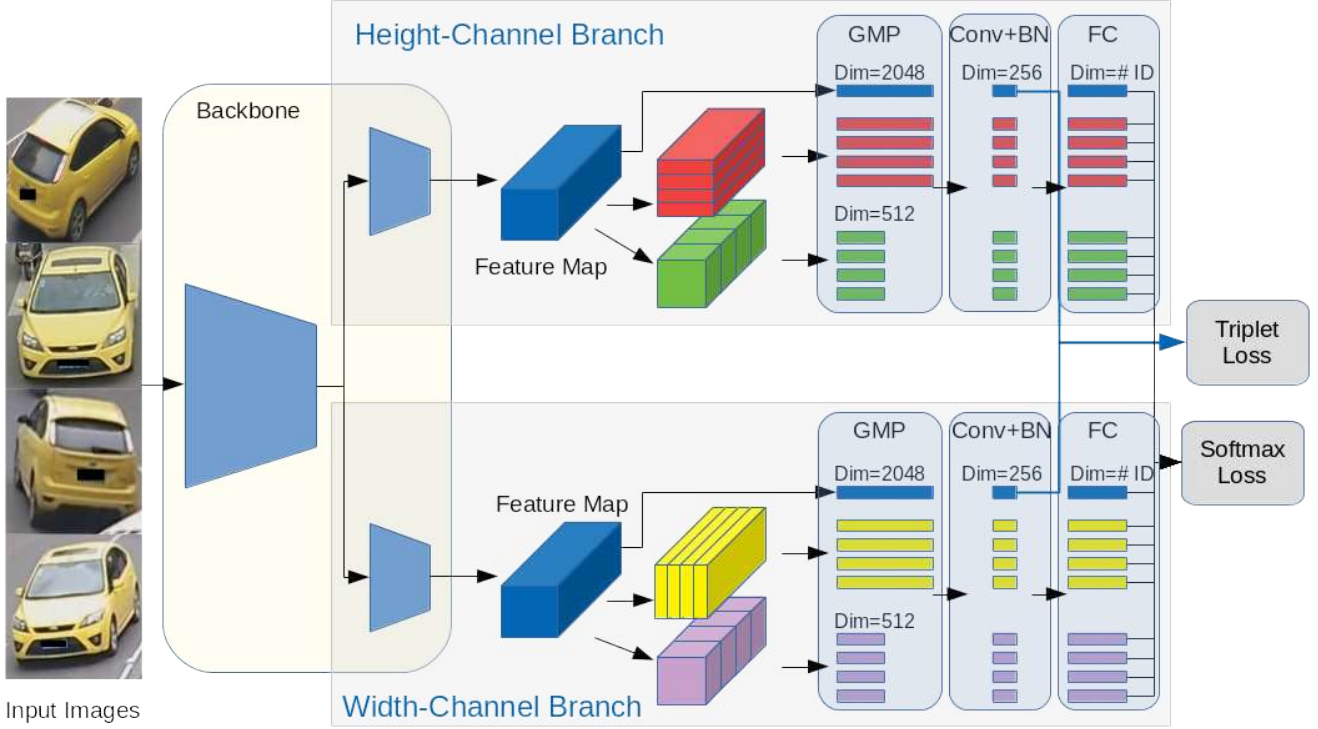 Height-Channel Branch
GMP
Conv+BN
FC
Dim=2048
Dim=256
Dim=# ID
Backbone
Dim=512
Feature Map
Triplet
Loss
GMP
Conv+BN
FC
Dim=2048
Dim=256
Dim=# ID
Softmax
Loss
Feature Map
Dim=512
Width-Channel Branch
Input Images